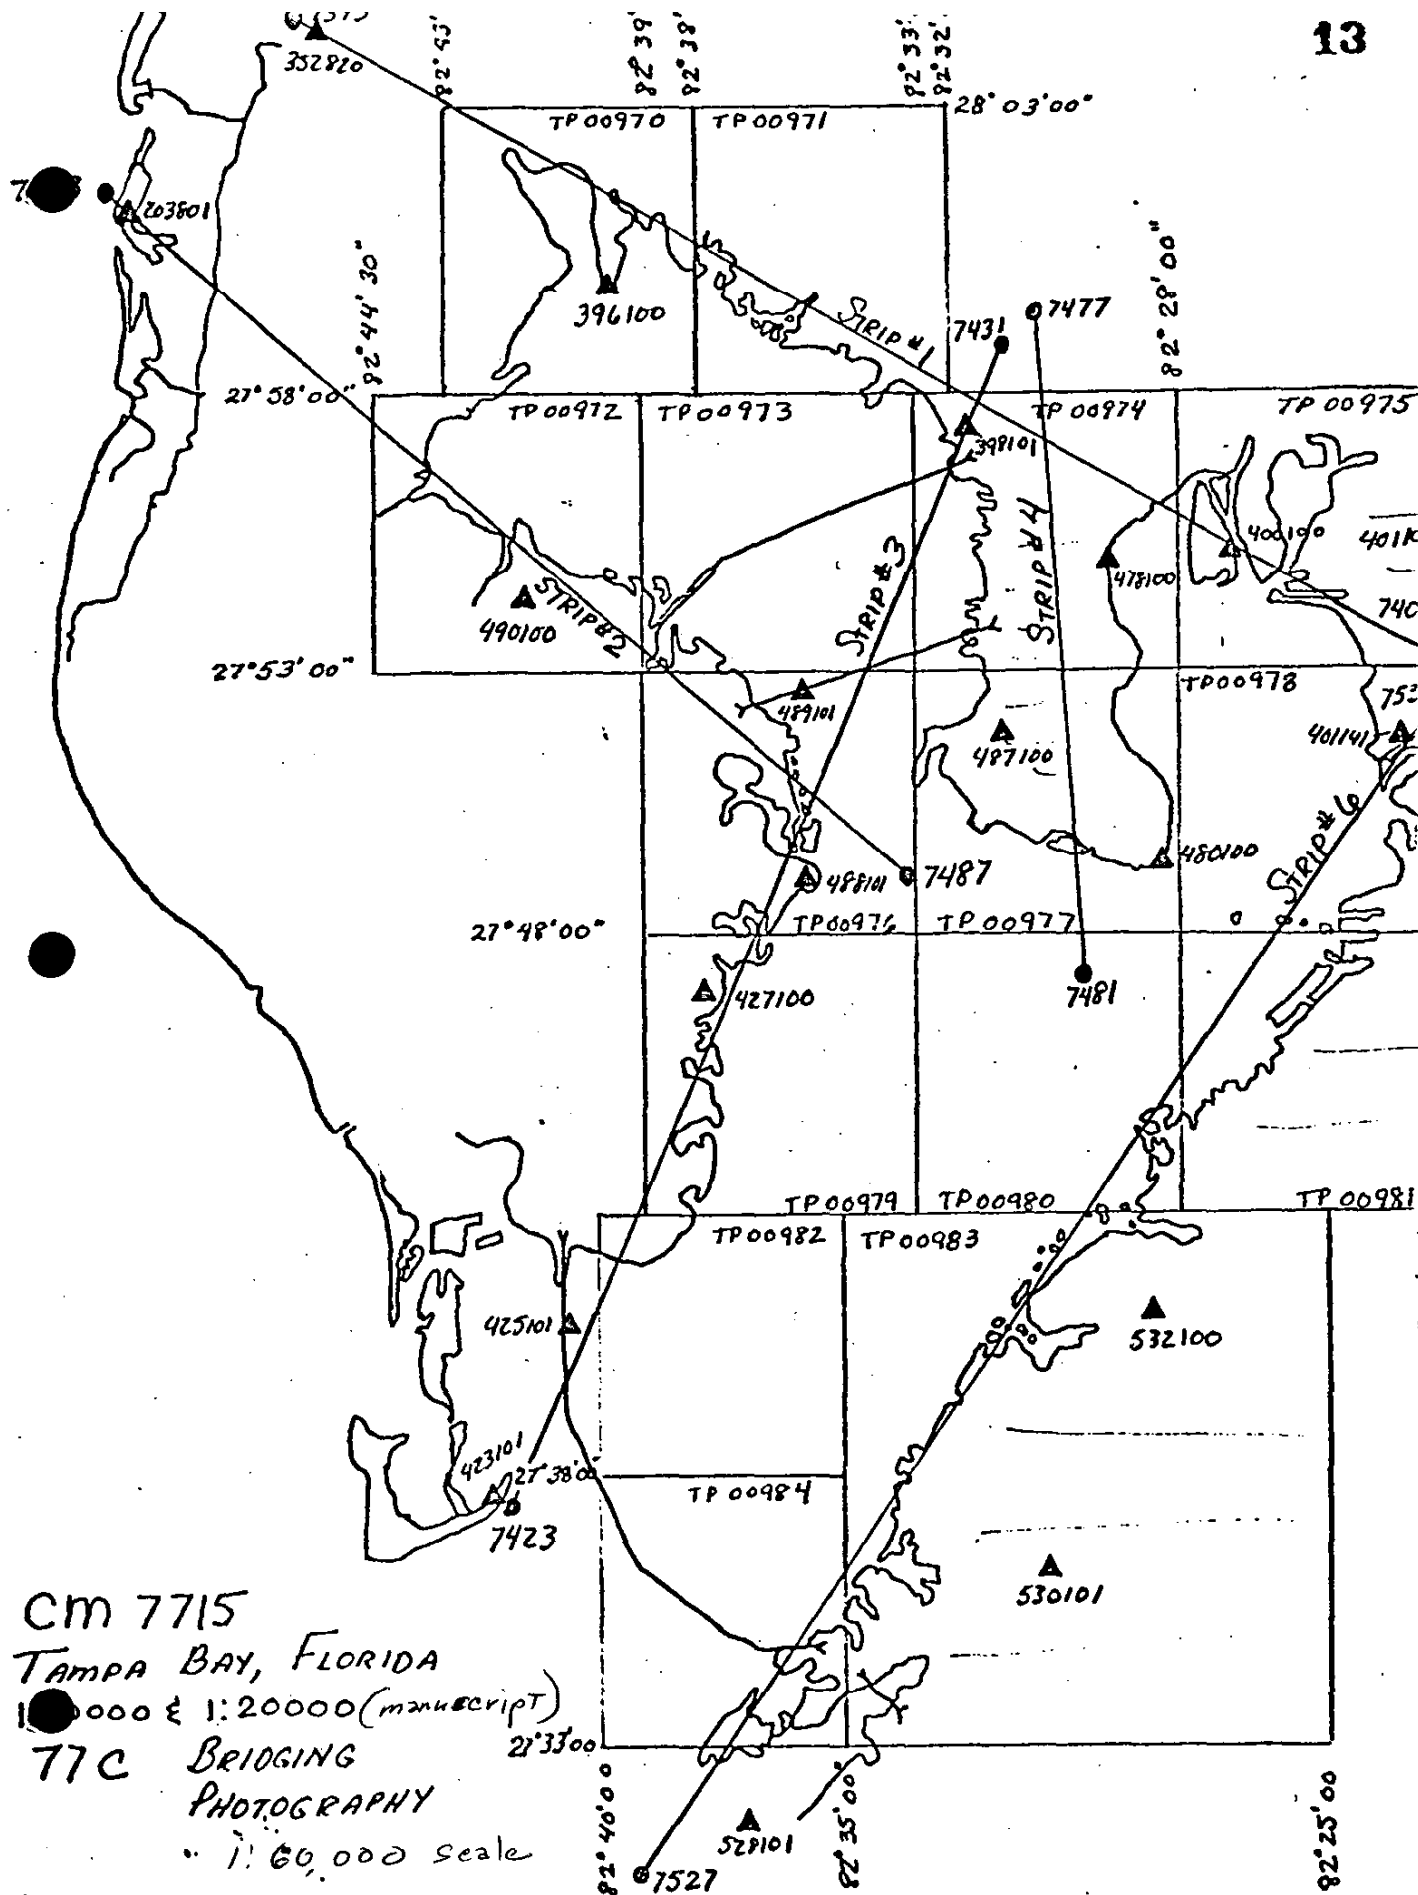 13
352820
82° 39'
82° 38'
82° 33'
82° 32'
28° 03' 00"
TP 00970
TP 00971
203801
82° 44' 30"
82° 28' 00"
396100
STRIP #1
7431
7477
27° 58' 00"
TP 00972
TP 00973
TP 00974
TP 00975
398101
400100
478100
STRIP #2
STRIP #3
STRIP #4
490100
27° 53' 00"
TP00978
489101
487100
401141
STRIP #6
488101
7487
480100
27° 48' 00"
TP 00976
TP 00977
427100
7481
TP 00979
TP 00980
TP 00981
TP 00982
TP 00983
425101
532100
423101
27° 38' 00"
TP 00984
7423
530101
CM 7715
TAMPA BAY, FLORIDA
000 & 1:20000 (manuscript)
27° 33' 00
77C BRIDGING
PHOTOGRAPHY
1:60,000 scale
82° 40' 00
82° 35' 00"
82° 25' 00
528101
7527